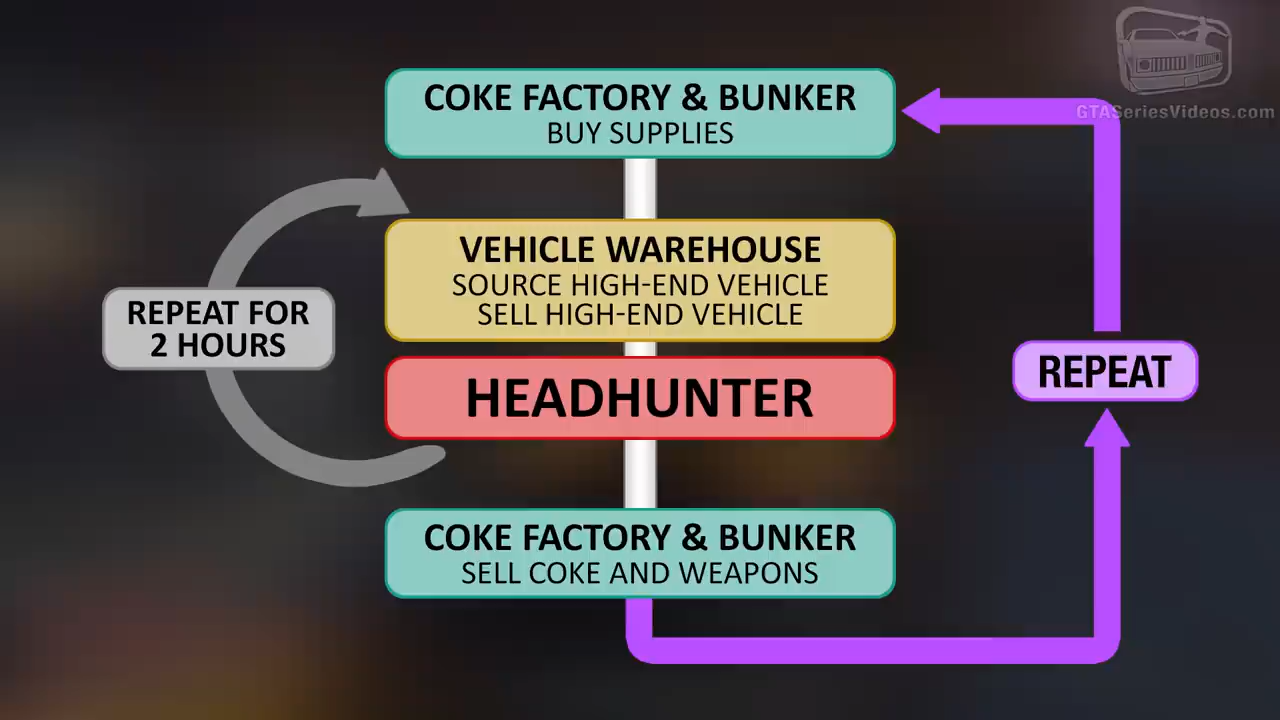 GTASeriesVideos.com
COKE FACTORY & BUNKER
BUY SUPPLIES
VEHICLE WAREHOUSE
SOURCE HIGH-END VEHICLE
SELL HIGH-END VEHICLE
REPEAT FOR
2 HOURS
HEADHUNTER
REPEAT
COKE FACTORY & BUNKER
SELL COKE AND WEAPONS